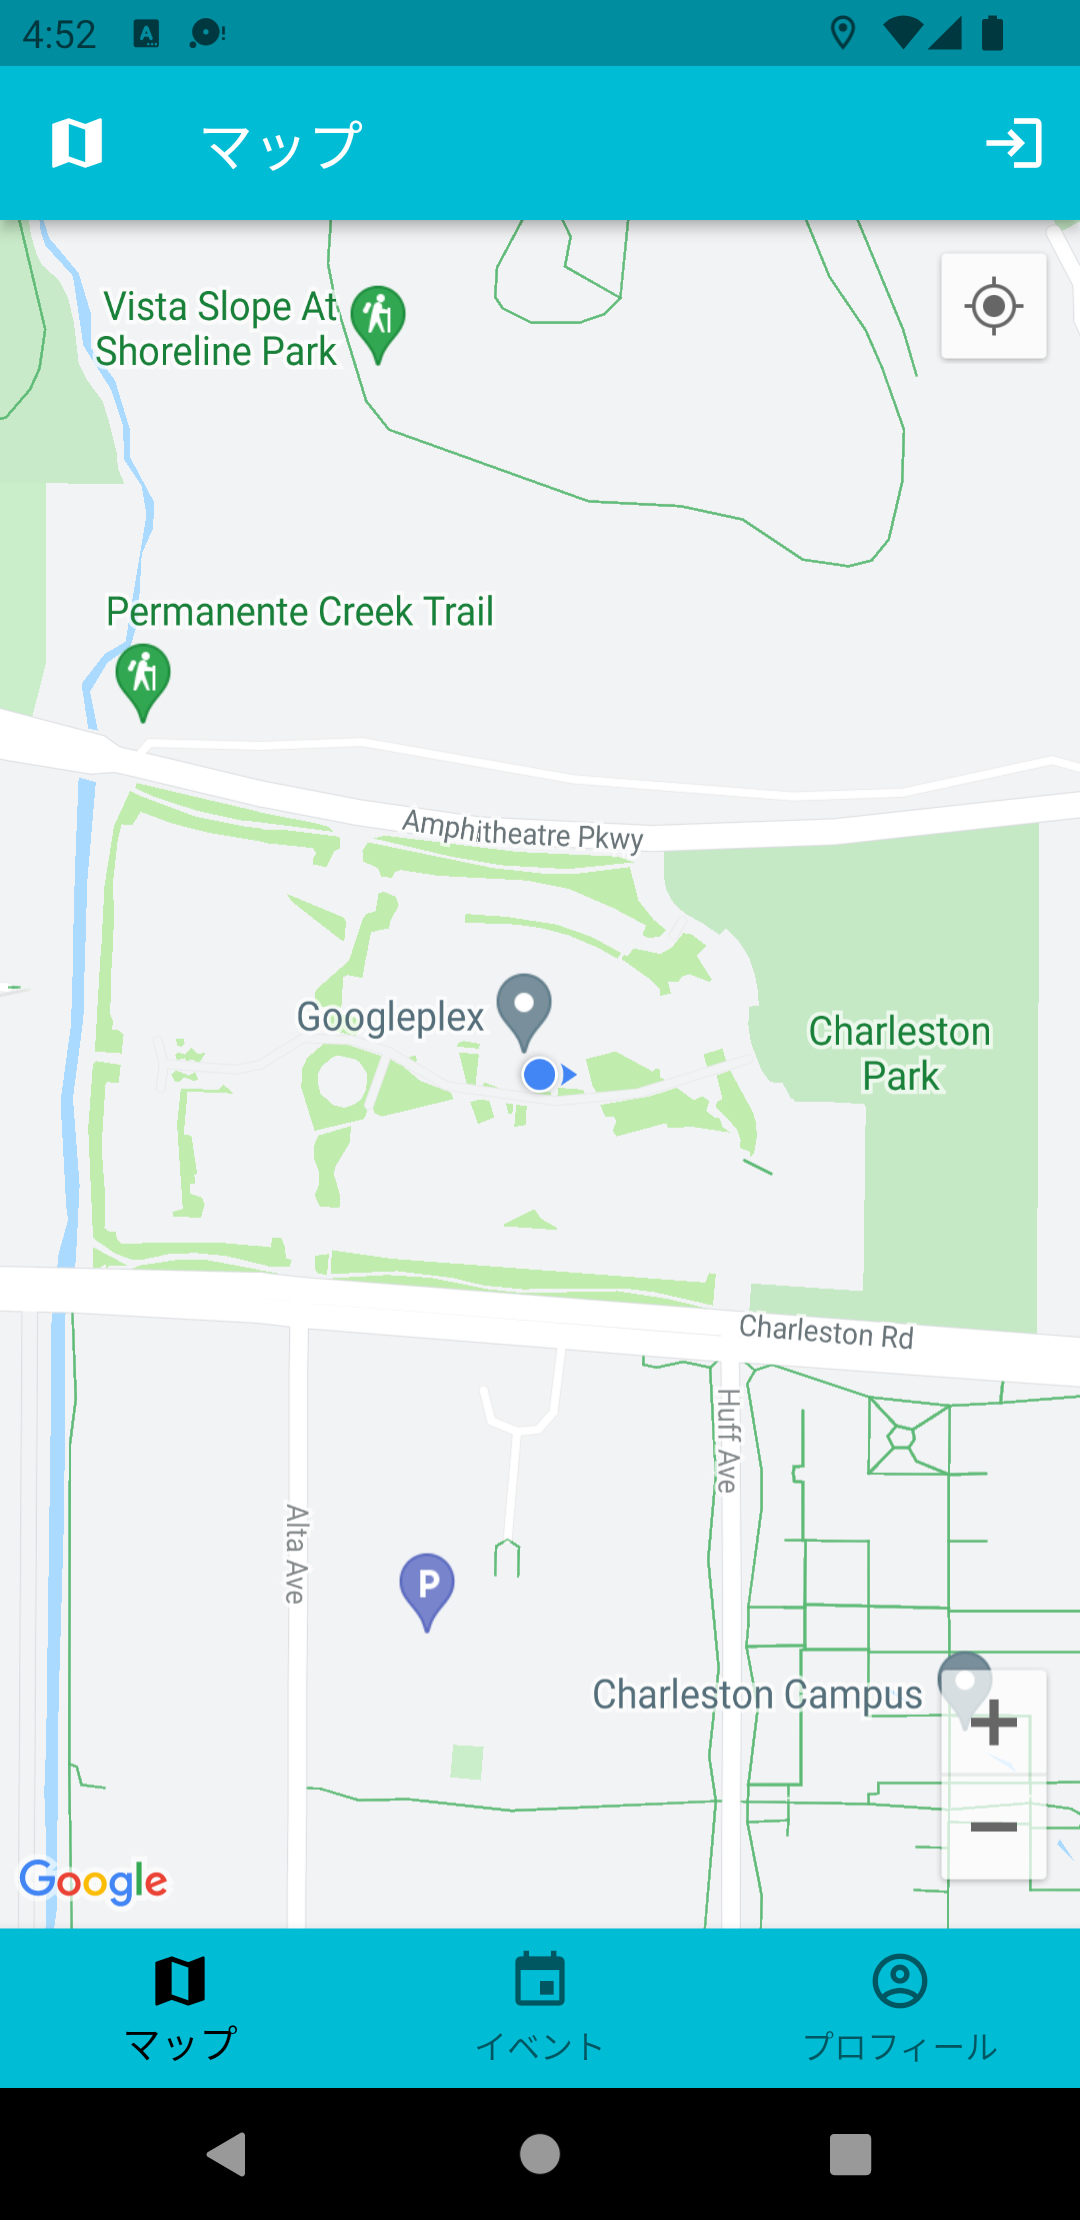 4:52
マップ
Vista Slope At
Shoreline Park
Permanente Creek Trail
Amphitheatre Pkwy
Googleplex
Charleston
Park
Charleston Rd
Huff Ave
Alta Ave
P
Charleston Campus
Google
マップ
イベント
プロフィール